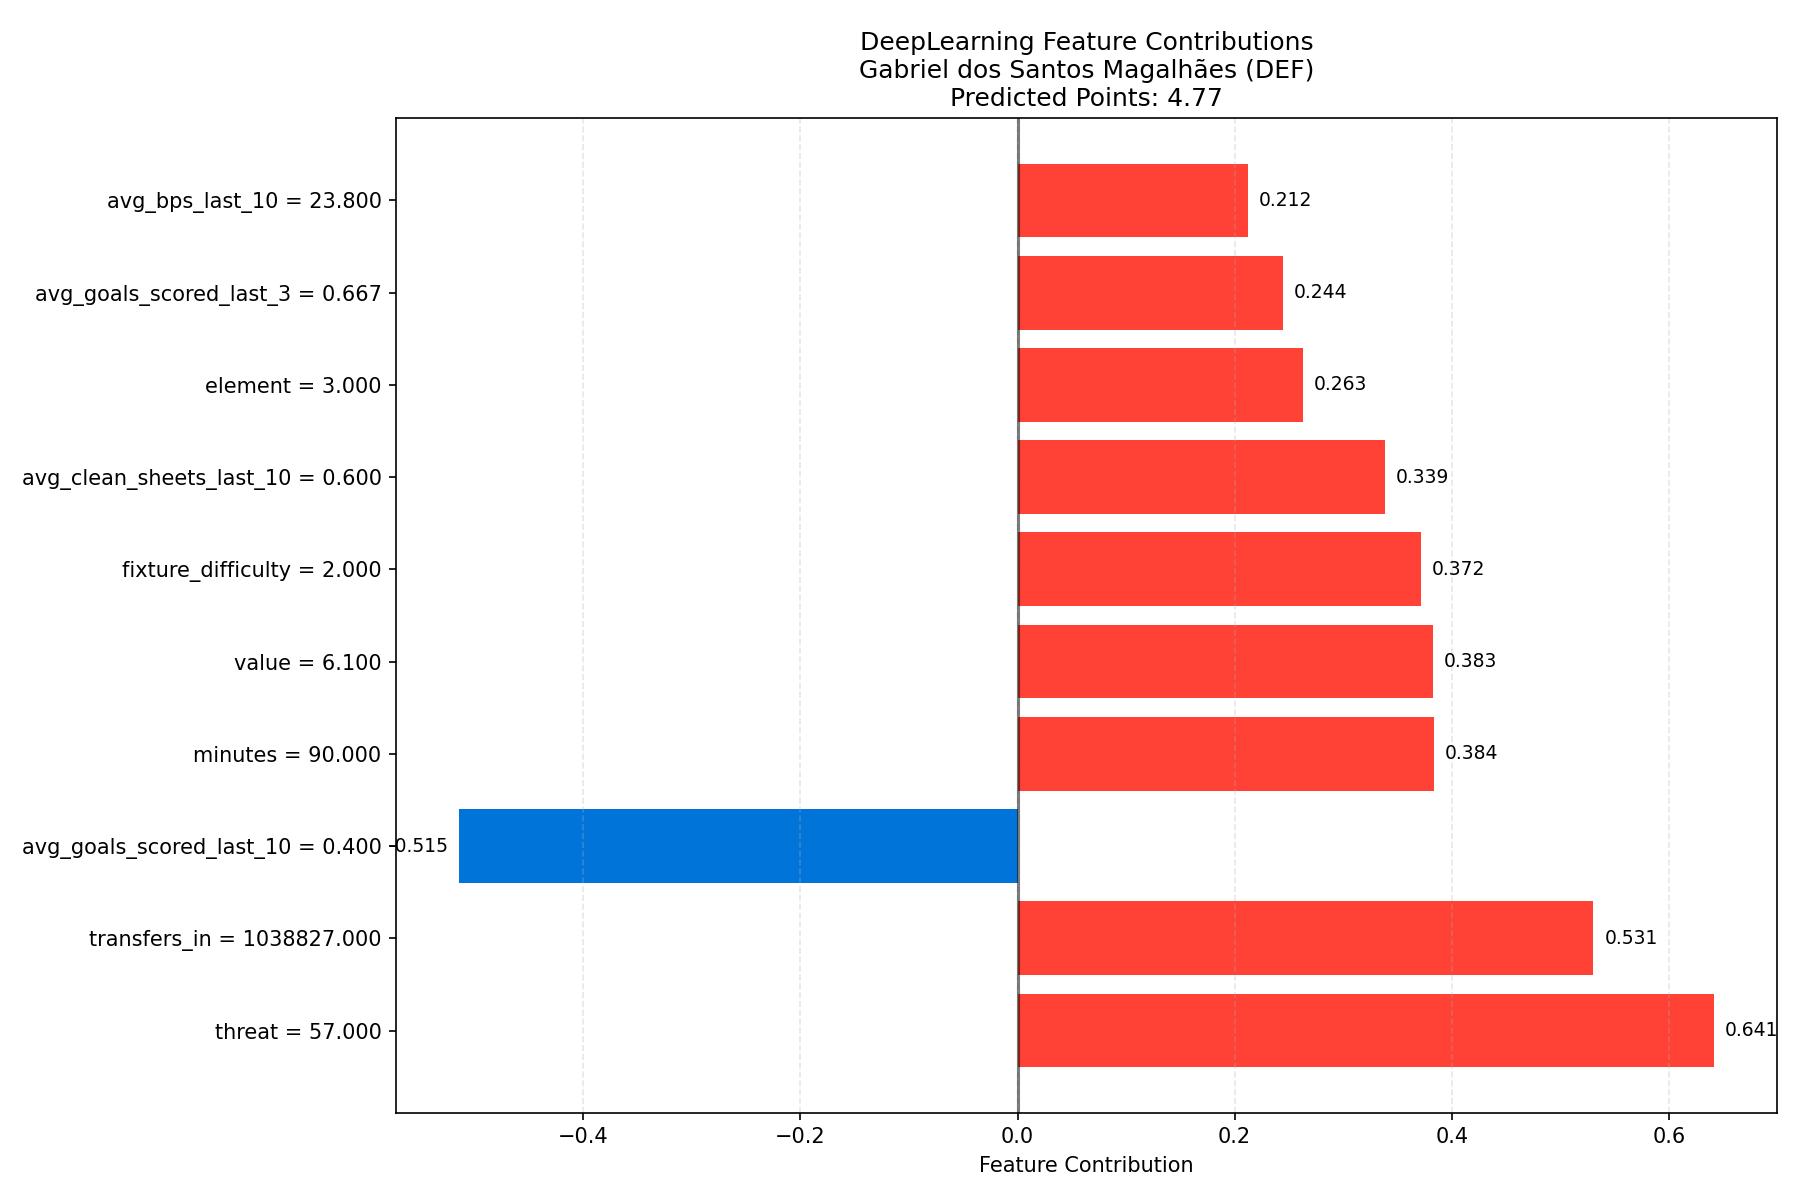 DeepLearning Feature Contributions
Gabriel dos Santos Magalhães (DEF)
Predicted Points: 4.77
avg_bps_last_10 = 23.800
0.212
avg_goals_scored_last_3 = 0.667
0.244
element = 3.000
0.263
avg_clean_sheets_last_10 = 0.600
0.339
fixture_difficulty = 2.000
0.372
value = 6.100
0.383
minutes = 90.000
0.384
avg_goals_scored_last_10 = 0.400
0.515
transfers_in = 1038827.000
0.531
threat = 57.000
0.641
−0.4 −0.2 0.0 0.2 0.4 0.6
Feature Contribution